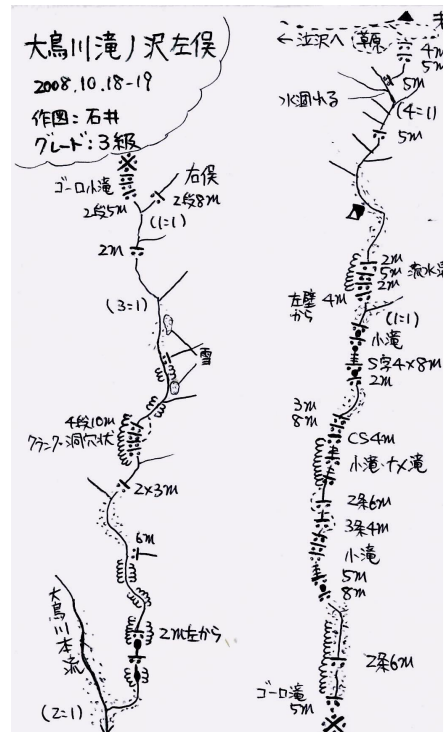 大鳥川滝ノ沢左俣
2008.10.18-19
作図:石井
グレード:3級
ゴーロ小滝
2段5m
右俣
2段8m
(1=1)
2m
(3=1)
雪
4段10m
クランク・洞穴状
2×3m
6m
2m左から
大鳥川本流
(2=1)
←泣沢へ
草原
4m
5m
5m
水涸れる
(4=1)
5m
2m
5m
2m
左壁から
4m
(1=1)
小滝
S字4×8m
2m
3m
8m
CS4m
小滝・ナメ滝
2条6m
3条4m
小滝
5m
8m
2条6m
ゴーロ滝
5m